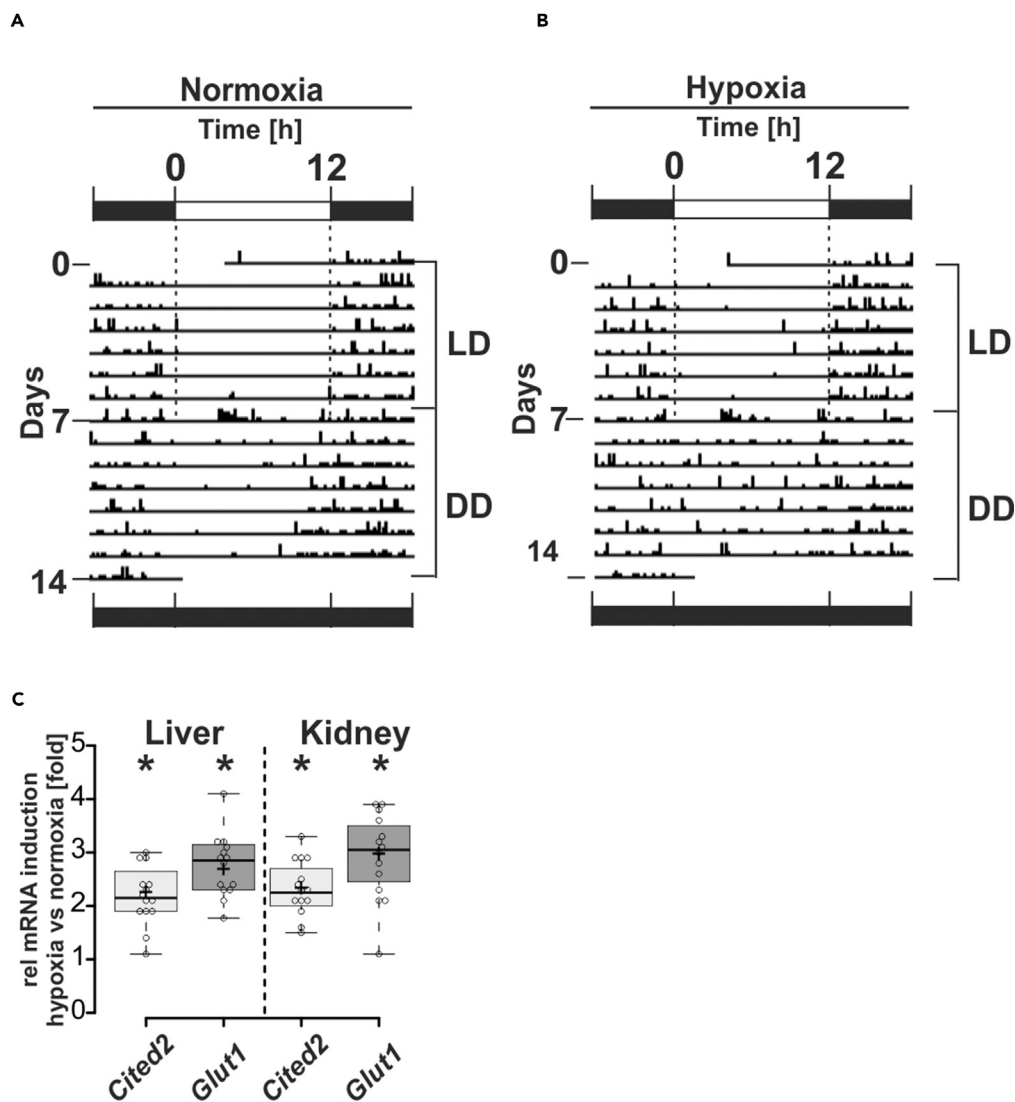 A
Normoxia
Time [h]
0
12
0
LD
Days
7
DD
14
B
Hypoxia
Time [h]
0
12
0
LD
Days
7
DD
14
C
Liver
Kidney
* * * *
rel mRNA induction
hypoxia vs normoxia [fold]
5
4
3
2
1
0
Cited2
Glut1
Cited2
Glut1